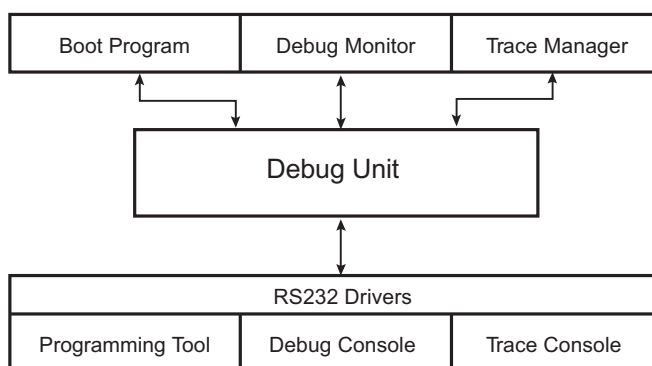 Boot Program Debug Monitor Trace Manager
Debug Unit
RS232 Drivers
Programming Tool Debug Console Trace Console